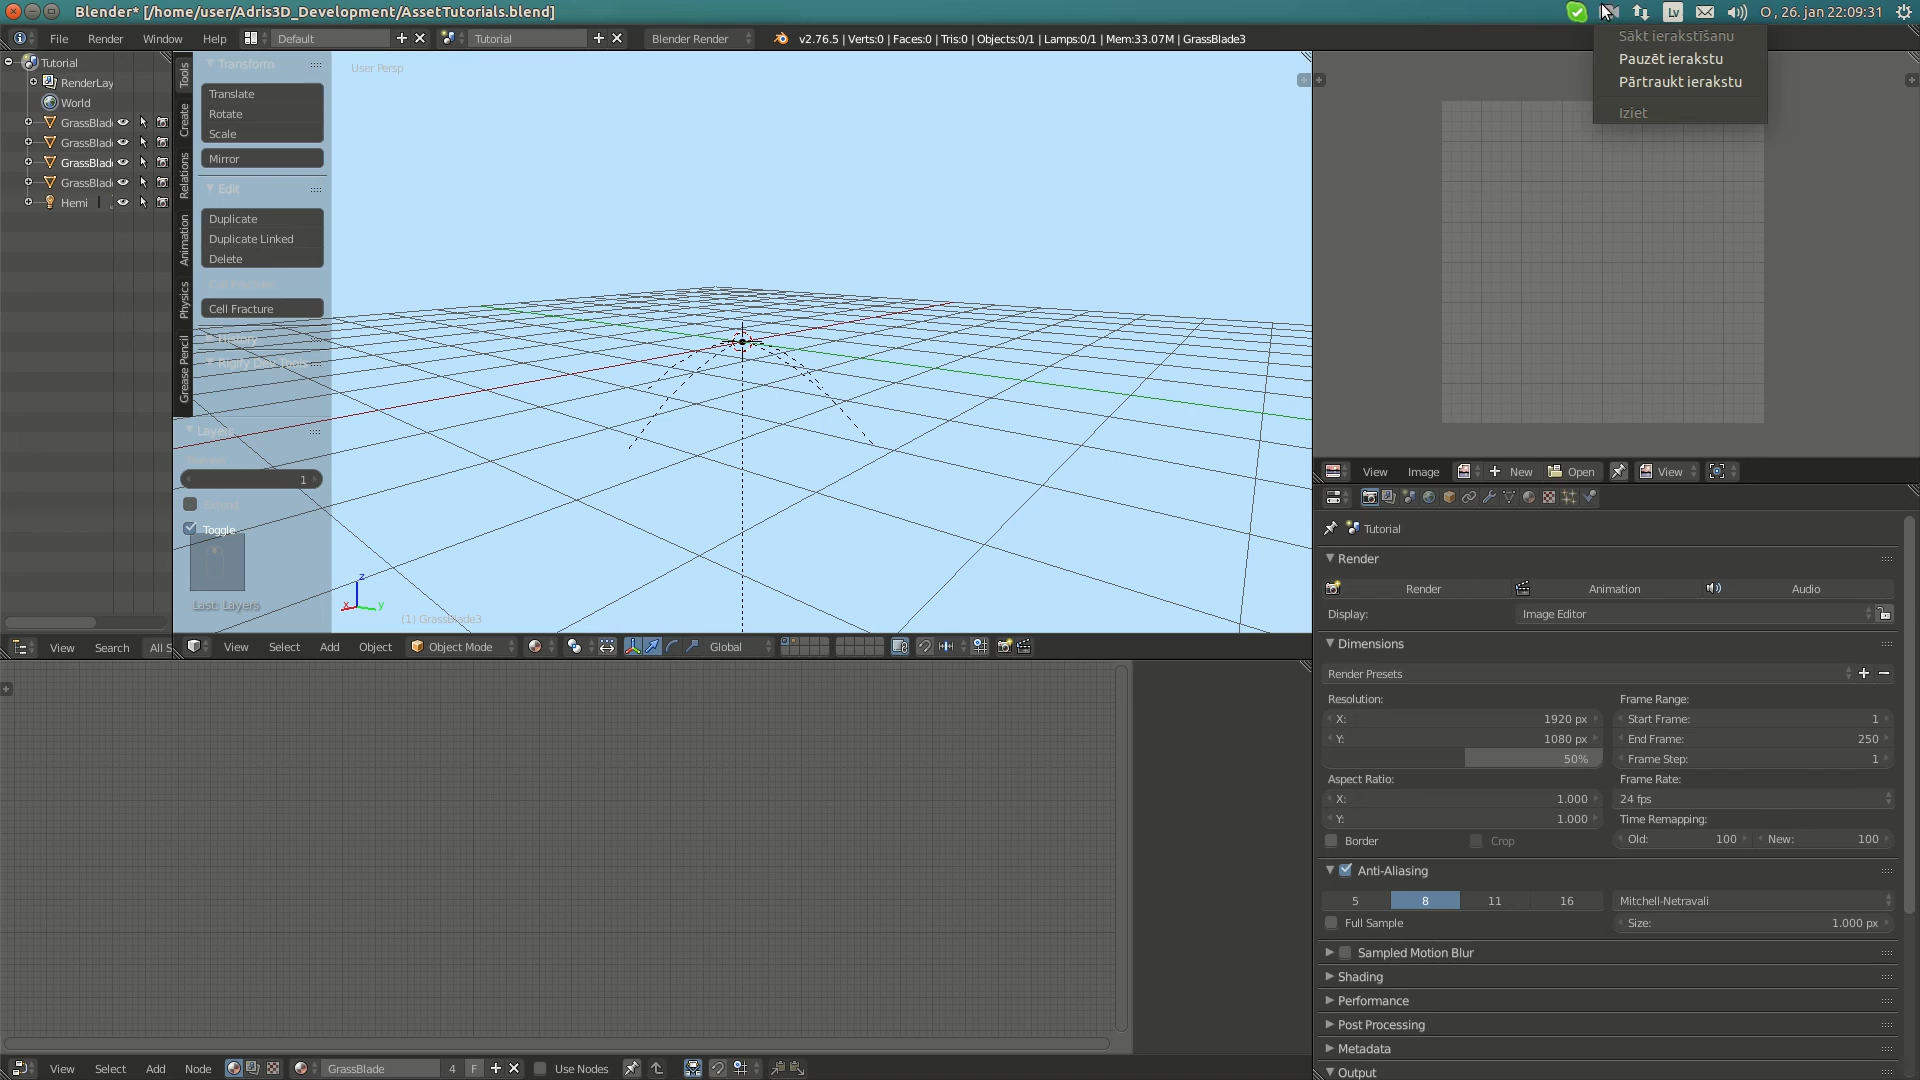 Blender* [/home/user/Adris3D_Development/AssetTutorials.blend]
Lv
O , 26. jan 22:09:31
File Render Window Help
Default
Tutorial
Blender Render
v2.76.5 | Verts:0 | Faces:0 | Tris:0 | Objects:0/1 | Lamps:0/1 | Mem:33.07M | GrassBlade3
Sākt ierakstīšanu
Pauzēt ierakstu
Pārtraukt ierakstu
Iziet
Tutorial
RenderLay
World
GrassBlad
GrassBlad
GrassBlad
GrassBlad
Hemi
View Search All S
Tools
Create
Relations
Animation
Physics
Grease Pencil
Transform
Translate
Rotate
Scale
Mirror
Edit
Duplicate
Duplicate Linked
Delete
Cell Fracture
History
Layers
1
Toggle
Last: Layers
User Persp
z
x
y
(1) GrassBlade3
View Select Add Object Object Mode Global
View Image New Open View
Tutorial
Render
Render Animation Audio
Display: Image Editor
Dimensions
Render Presets
Resolution: Frame Range:
X: 1920 px Start Frame: 1
Y: 1080 px End Frame: 250
50% Frame Step: 1
Aspect Ratio: Frame Rate:
X: 1.000 24 fps
Y: 1.000 Time Remapping:
Border Crop Old: 100 New: 100
Anti-Aliasing
5 8 11 16 Mitchell-Netravali
Full Sample Size: 1.000 px
Sampled Motion Blur
Shading
Performance
Post Processing
Metadata
Output
View Select Add Node GrassBlade 4 F Use Nodes